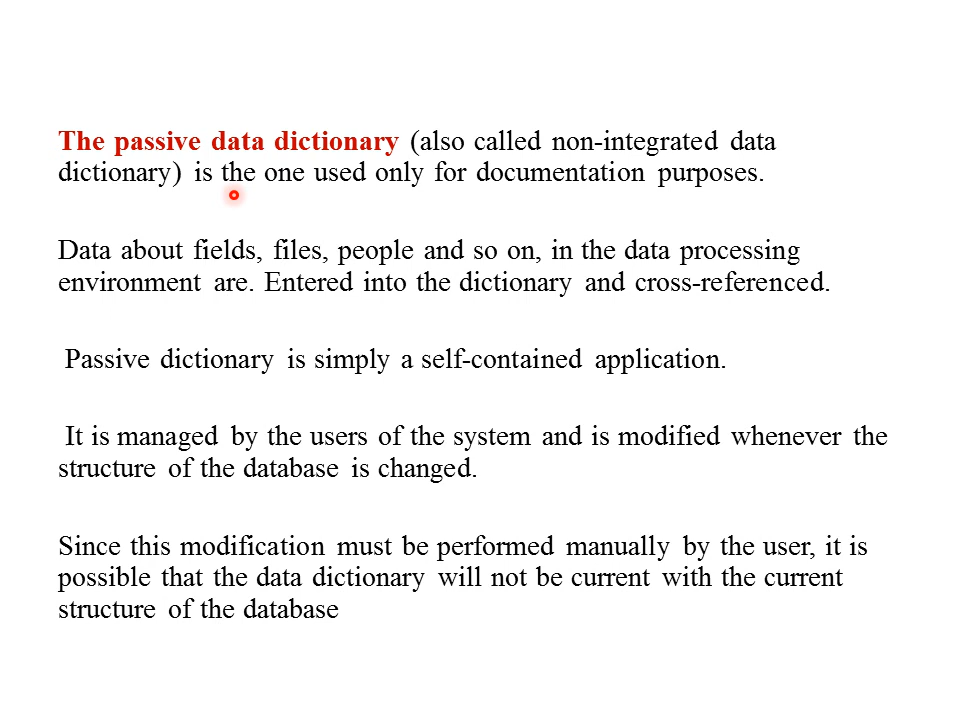 The passive data dictionary (also called non-integrated data
dictionary) is the one used only for documentation purposes.
Data about fields, files, people and so on, in the data processing
environment are. Entered into the dictionary and cross-referenced.
Passive dictionary is simply a self-contained application.
It is managed by the users of the system and is modified whenever the
structure of the database is changed.
Since this modification must be performed manually by the user, it is
possible that the data dictionary will not be current with the current
structure of the database